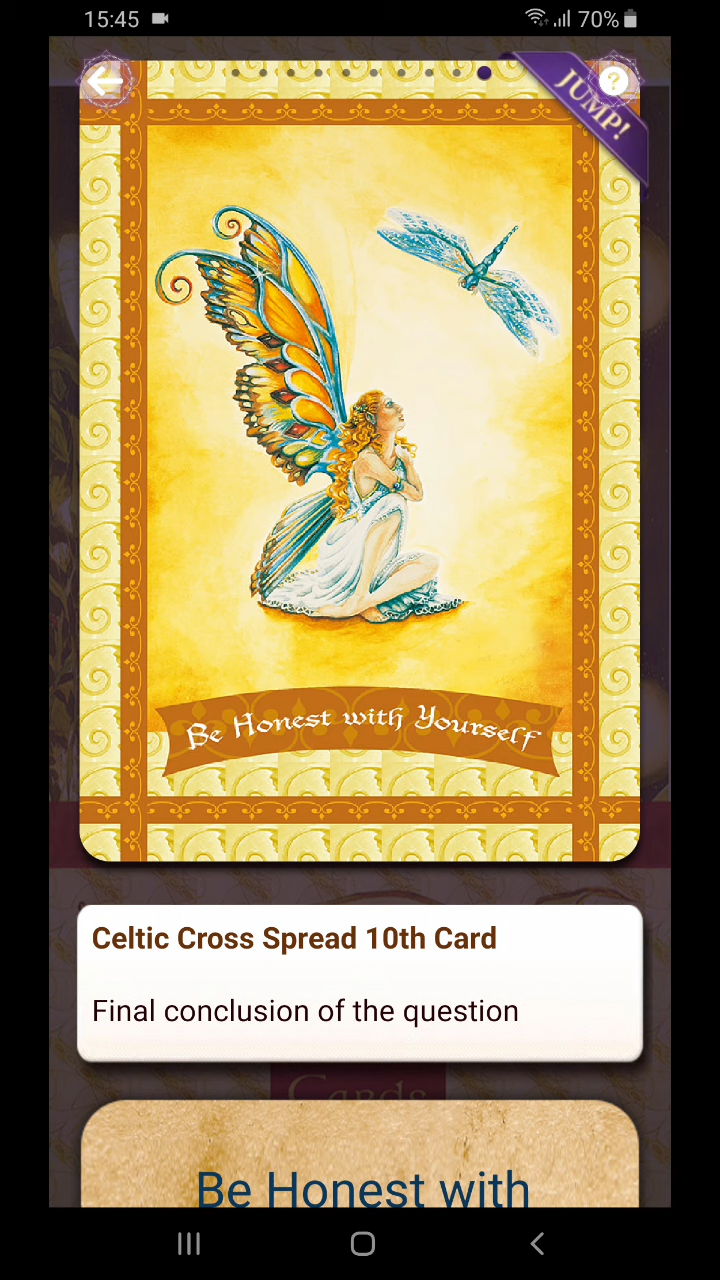 15:45
70%
JUMP!
?
Be Honest with Yourself
Celtic Cross Spread 10th Card
Final conclusion of the question
Cards
Be Honest with